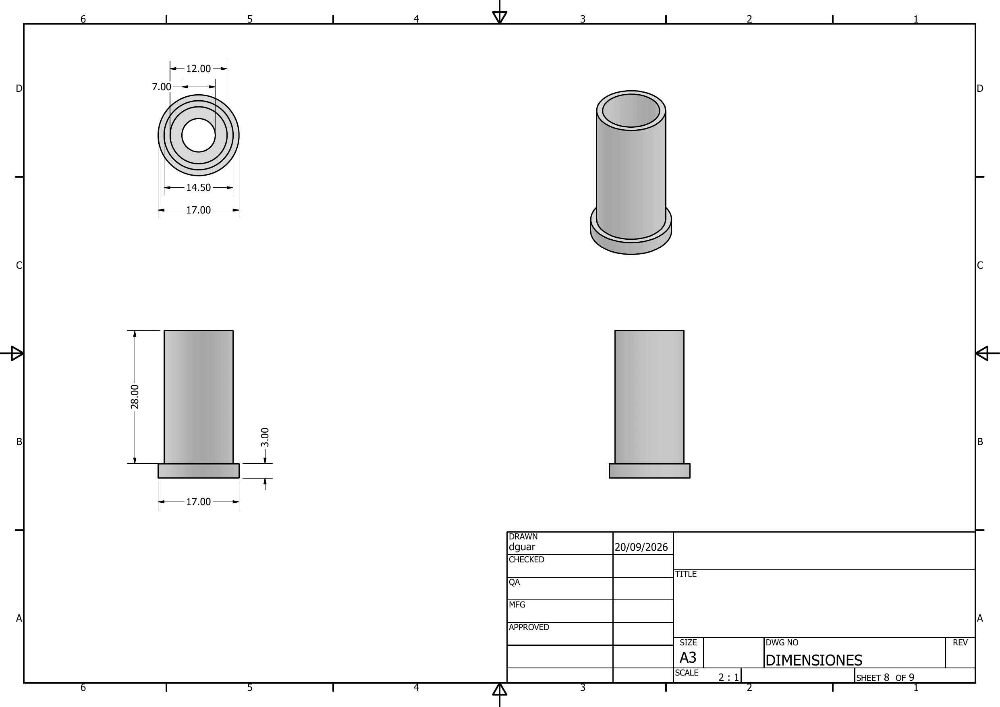 6 5 4 3 2 1
D D
12.00
7.00
14.50
17.00
C C
28.00
3.00
B B
17.00
DRAWN
dguar 20/09/2026
CHECKED
TITLE
QA
MFG
A A
APPROVED
SIZE DWG NO REV
A3 DIMENSIONES
SCALE 2 : 1 SHEET 8 OF 9
6 5 4 3 2 1